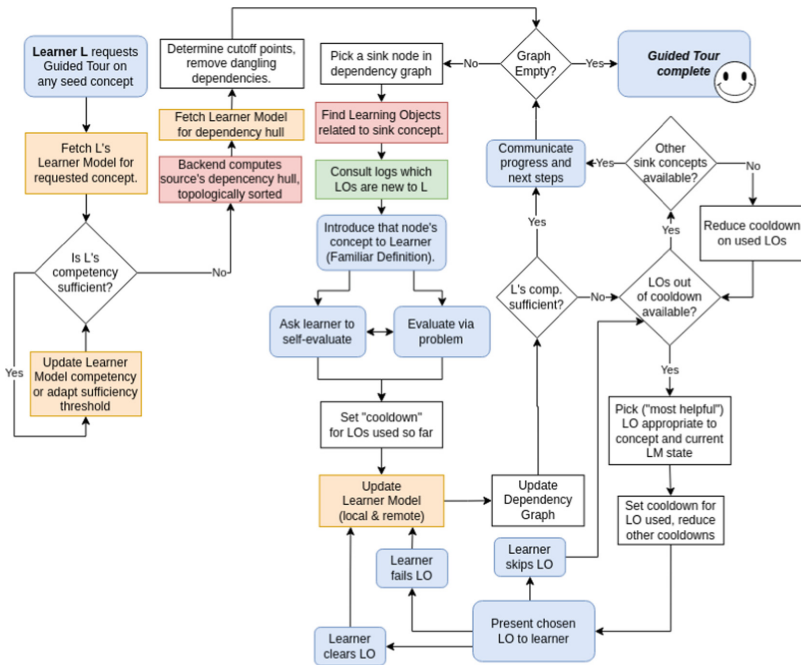 Learner L requests
Guided Tour on
any seed concept
Fetch L's
Learner Model for
requested concept.
Is L's
competency
sufficient?
Yes
No
Update Learner
Model competency
or adapt sufficiency
threshold
Determine cutoff points,
remove dangling
dependencies.
Fetch Learner Model
for dependency hull
Backend computes
source's depencency hull,
topologically sorted
Pick a sink node in
dependency graph
Find Learning Objects
related to sink concept.
Consult logs which
LOs are new to L
Introduce that node's
concept to Learner
(Familiar Definition).
Ask learner to
self-evaluate
Evaluate via
problem
Set "cooldown"
for LOs used so far
Update
Learner Model
(local & remote)
Update
Dependency
Graph
Learner
fails LO
Learner
clears LO
Learner
skips LO
Present chosen
LO to learner
Graph
Empty?
No
Yes
Guided Tour
complete
Communicate
progress and
next steps
Yes
L's comp.
sufficient?
No
Other
sink concepts
available?
Yes
No
Reduce cooldown
on used LOs
LOs out
of cooldown
available?
Yes
Yes
Pick ("most helpful")
LO appropriate to
concept and current
LM state
Set cooldown for
LO used, reduce
other cooldowns